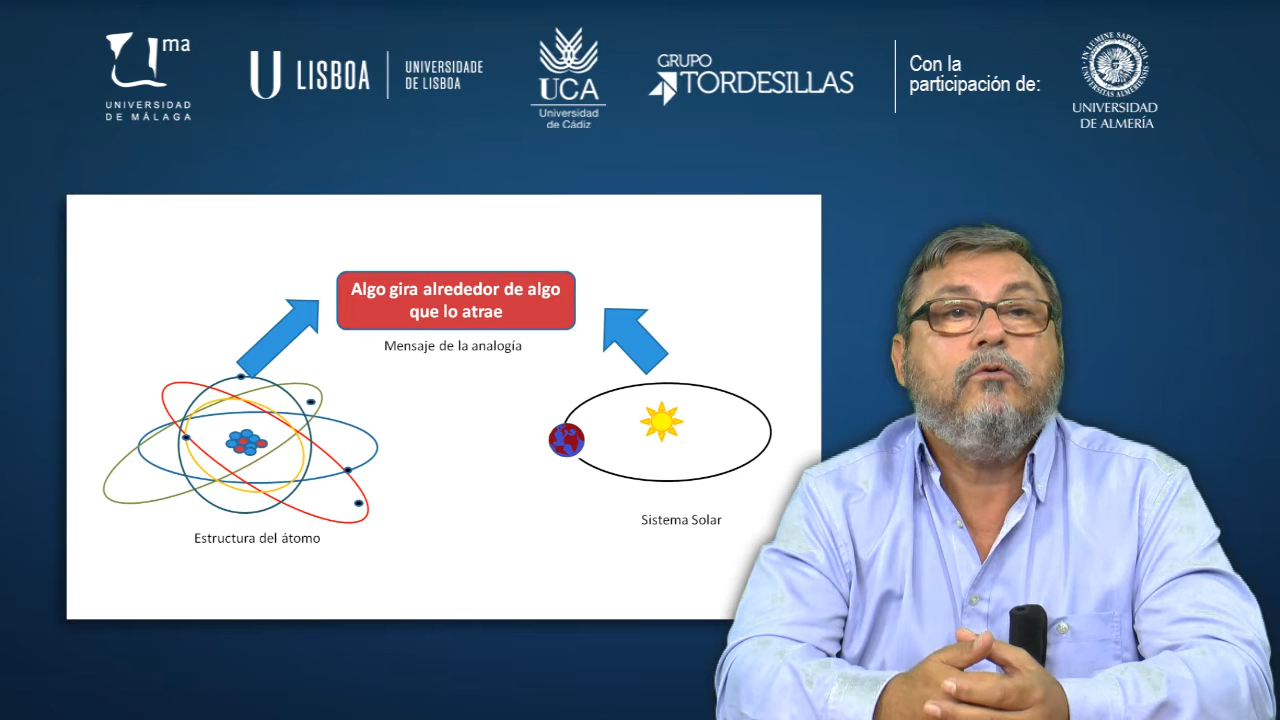 uma
UNIVERSIDAD
DE MÁLAGA
U LISBOA
UNIVERSIDADE
DE LISBOA
UCA
Universidad
de Cádiz
GRUPO
TORDESILLAS
Con la
participación de:
UNIVERSIDAD
DE ALMERÍA
Algo gira alrededor de algo
que lo atrae
Mensaje de la analogía
Estructura del átomo
Sistema Solar